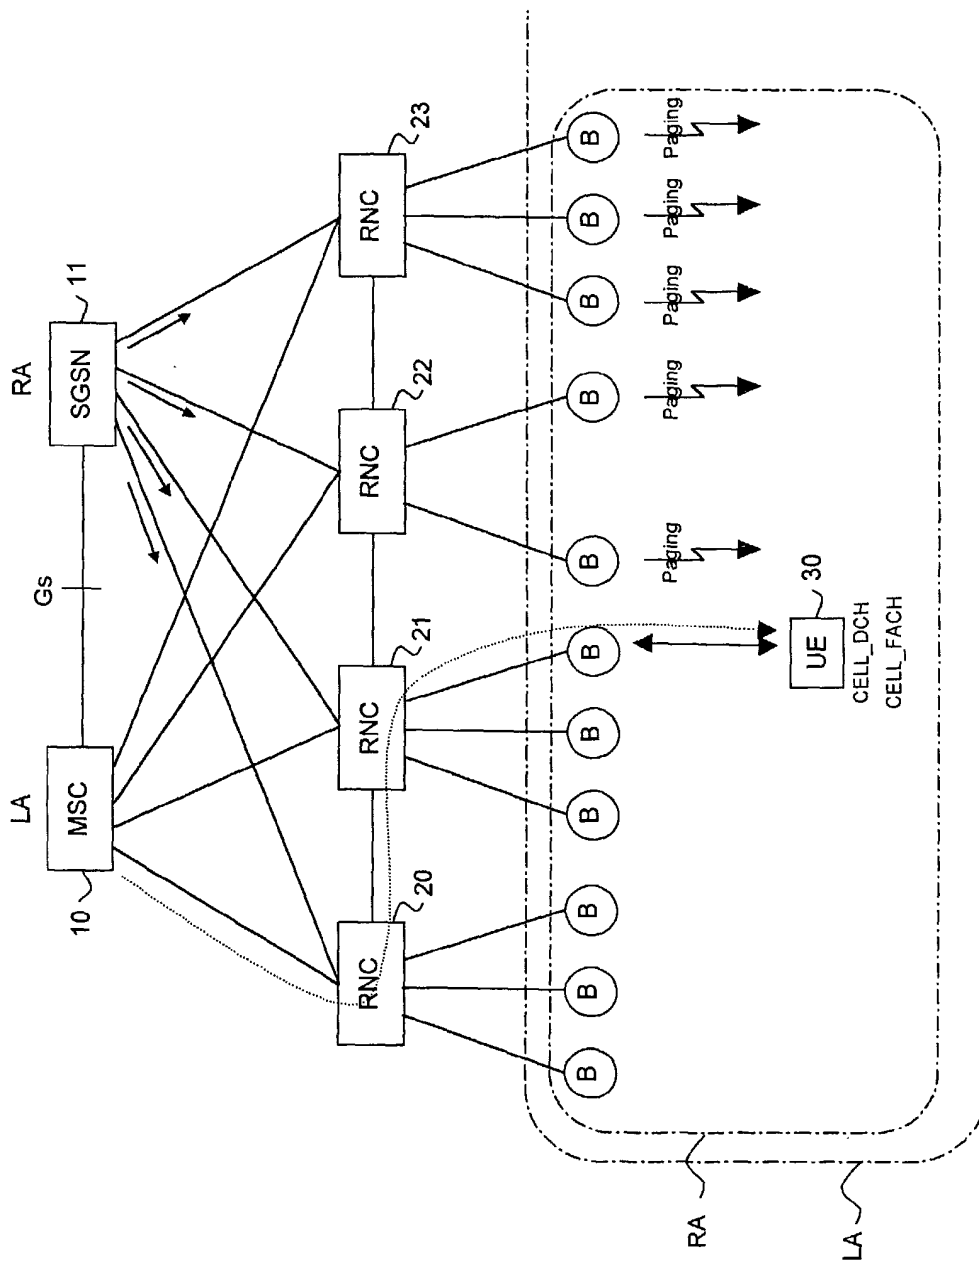 LA
RA
10
MSC
Gs
SGSN
11
RNC
20
RNC
21
RNC
22
RNC
23
B
B
B
B
B
B
B
B
B
B
B
Paging
Paging
Paging
Paging
Paging
UE
30
CELL_DCH
CELL_FACH
RA
LA